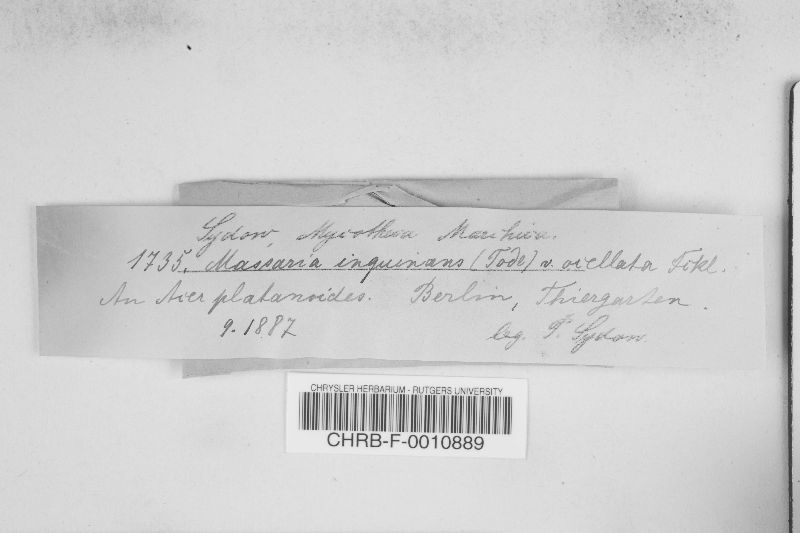 Sydow, Mycotheca Marchica.
1735. Massaria inquinans (Tode) v. ocellata Fckl.
An Acer platanoides. Berlin, Thiergarten.
9. 1887 leg. P. Sydow.
CHRYSLER HERBARIUM - RUTGERS UNIVERSITY
CHRB-F-0010889